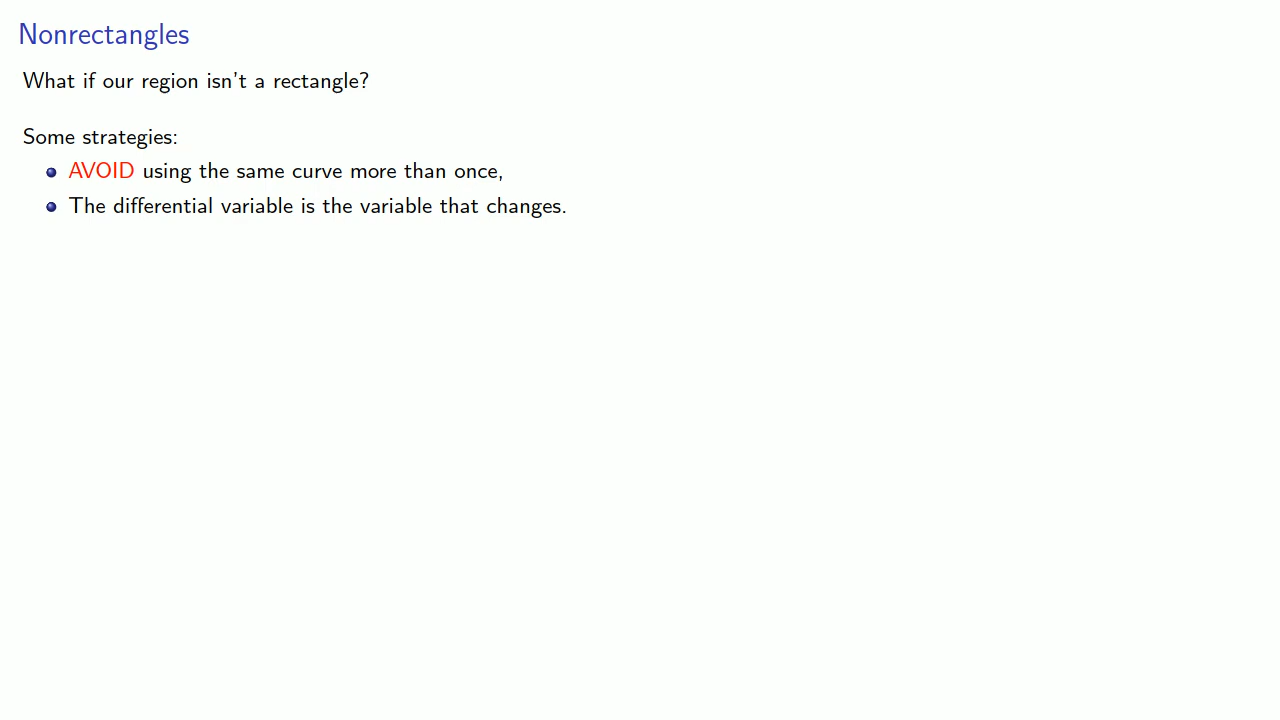 Nonrectangles
What if our region isn't a rectangle?
Some strategies:
AVOID using the same curve more than once,
The differential variable is the variable that changes.